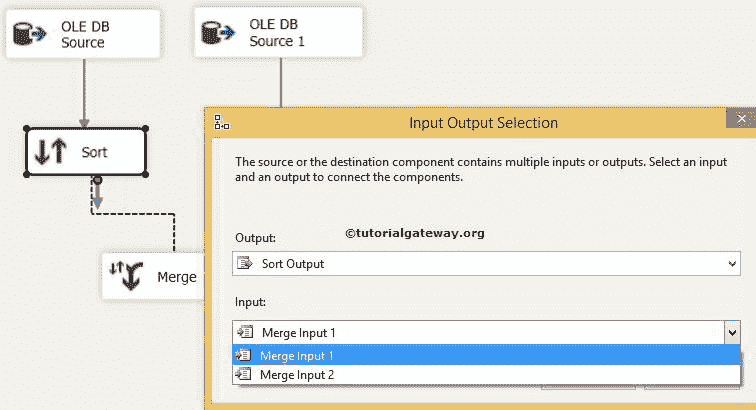 OLE DB
Source
OLE DB
Source 1
Sort
Merge
Input Output Selection
The source or the destination component contains multiple inputs or outputs. Select an input
and an output to connect the components.
©tutorialgateway.org
Output:
Sort Output
Input:
Merge Input 1
Merge Input 1
Merge Input 2